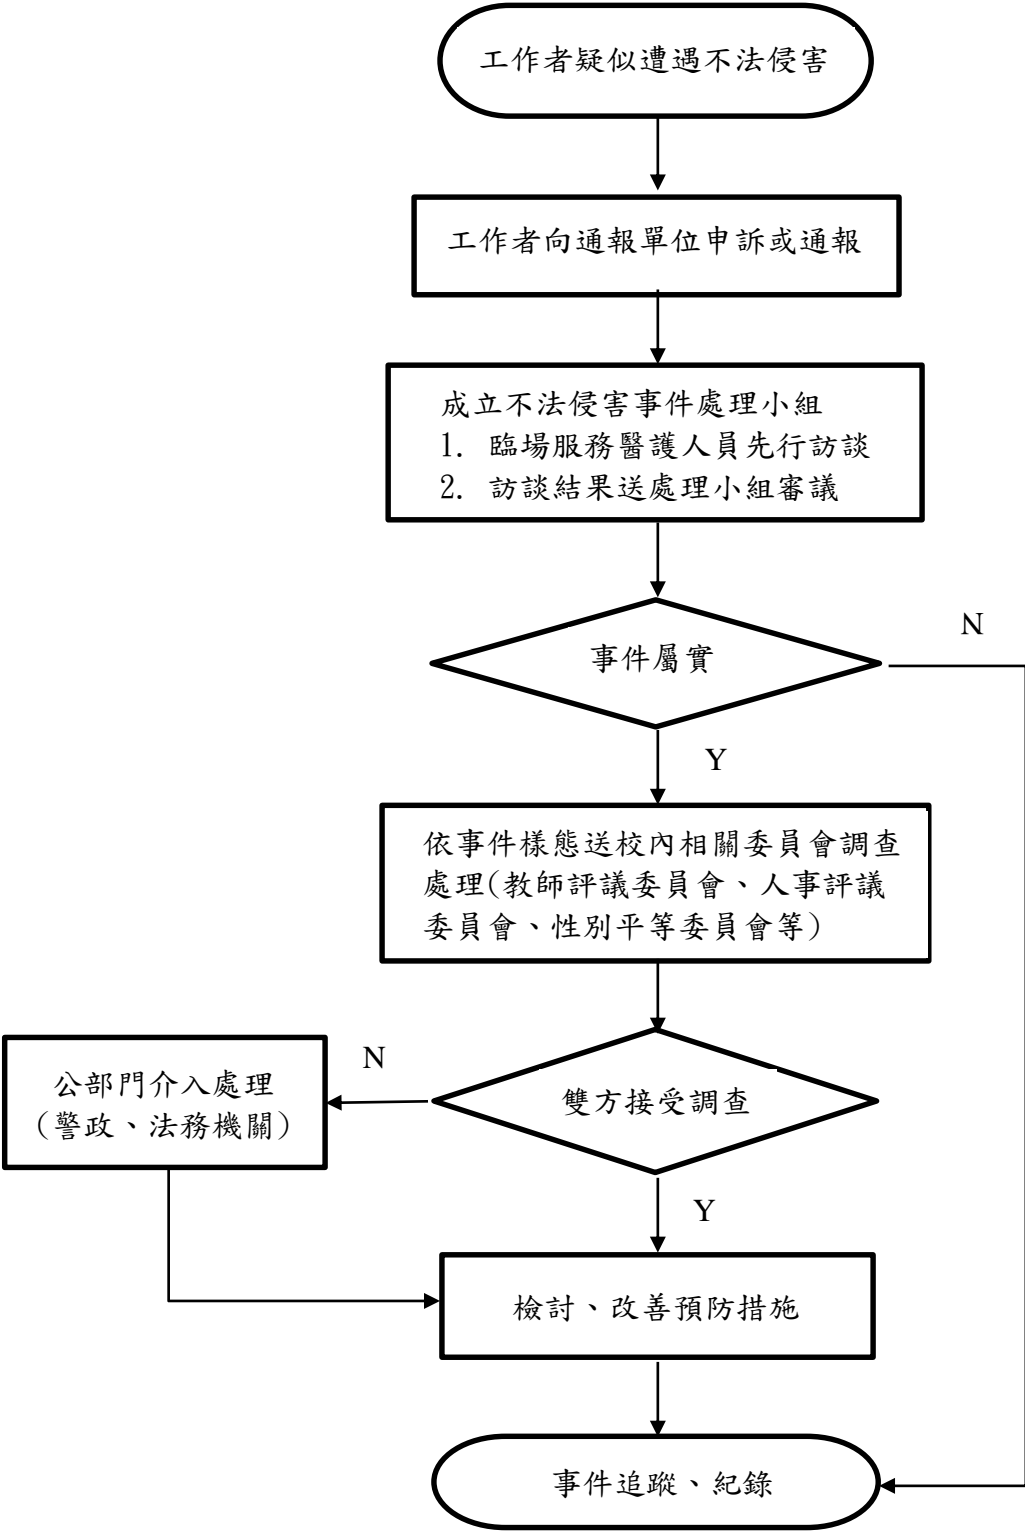 工作者疑似遭遇不法侵害
工作者向通報單位申訴或通報
成立不法侵害事件處理小組
1. 臨場服務醫護人員先行訪談
2. 訪談結果送處理小組審議
事件屬實
N
Y
依事件樣態送校內相關委員會調查
處理(教師評議委員會、人事評議
委員會、性別平等委員會等)
雙方接受調查
N
公部門介入處理
(警政、法務機關)
Y
檢討、改善預防措施
事件追蹤、紀錄